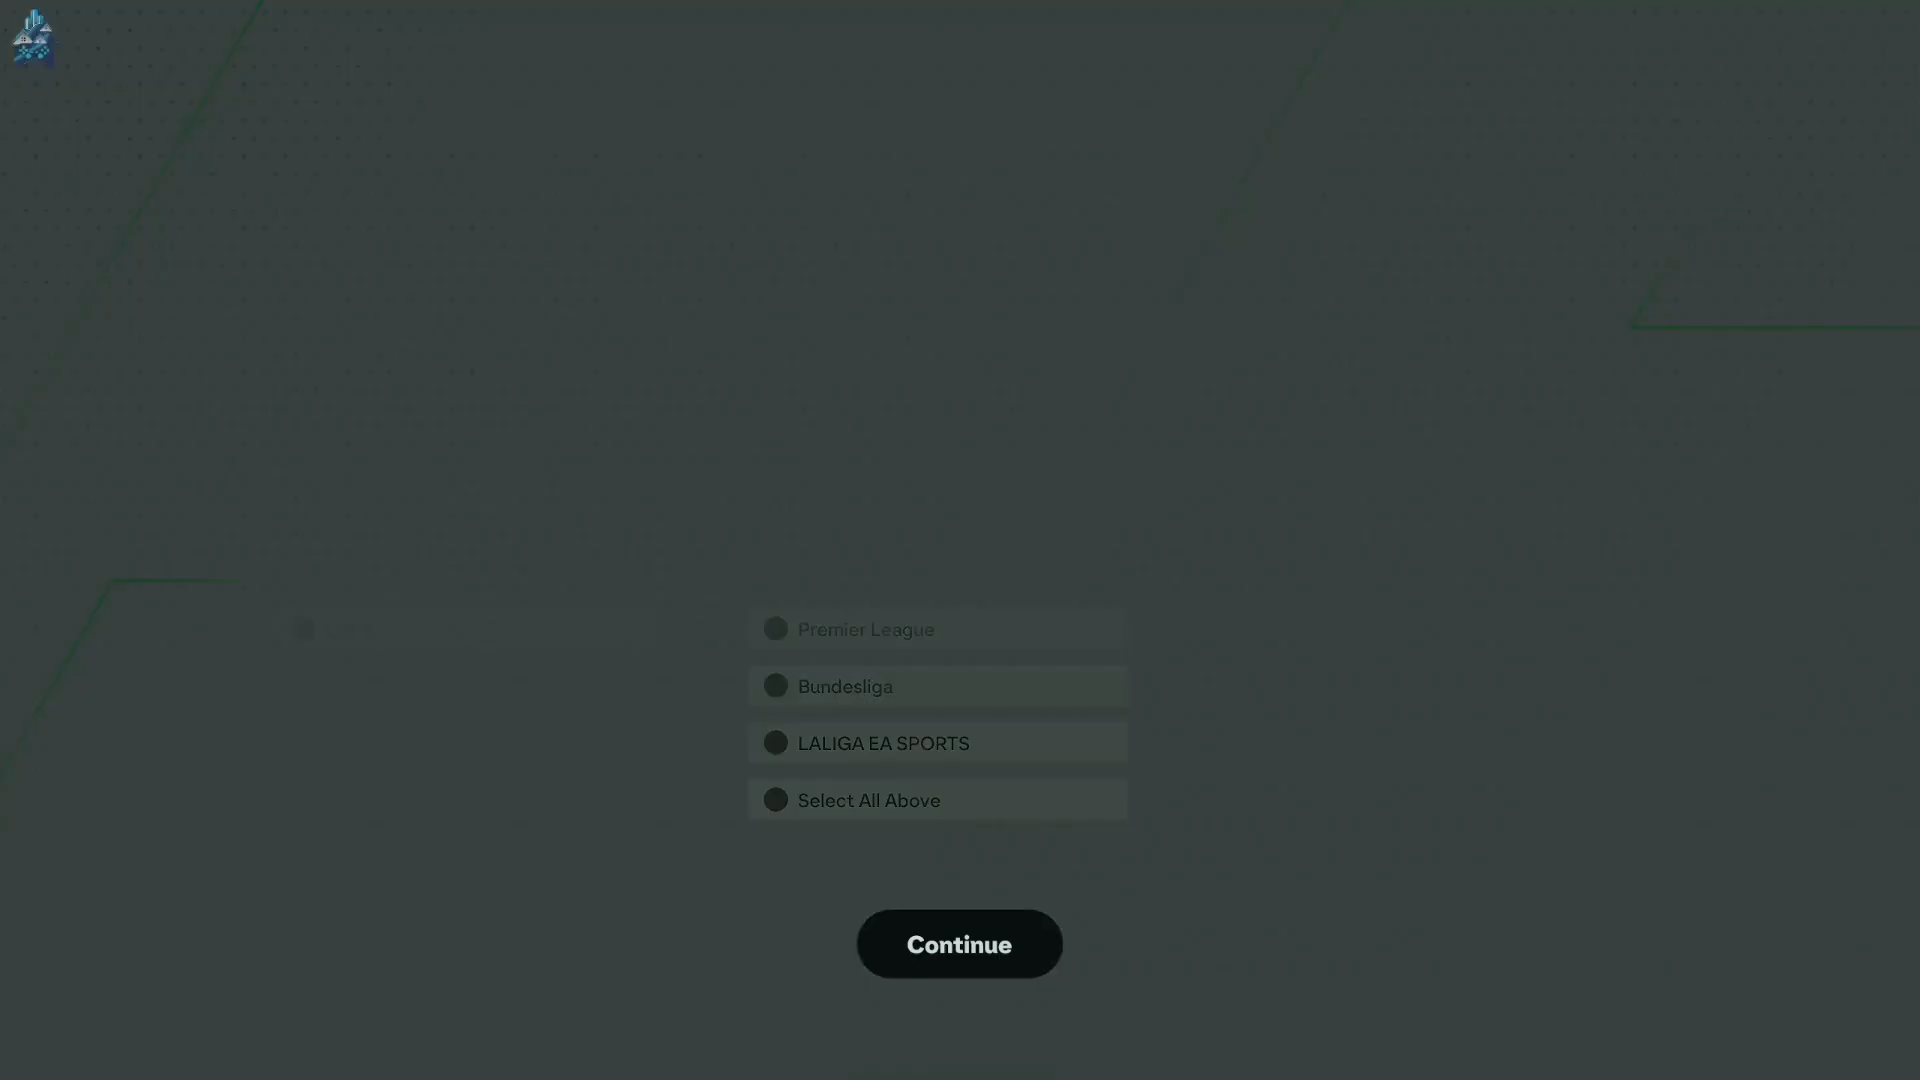 Premier League
Bundesliga
LALIGA EA SPORTS
Select All Above
Continue